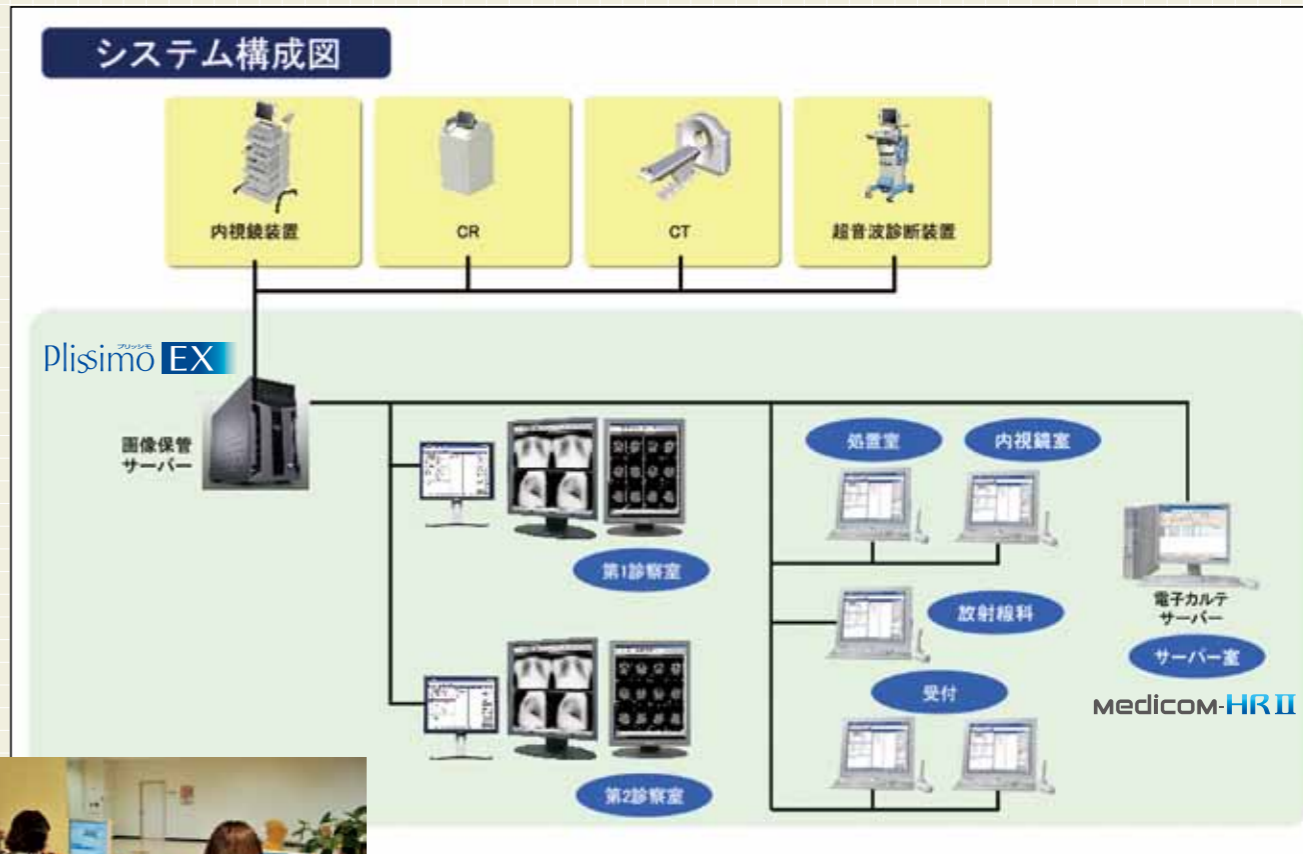 システム構成図
内視鏡装置
CR
CT
超音波診断装置
Plissimo EX
プリッシモ
画像保管
サーバー
処置室
内視鏡室
第1診察室
放射線科
電子カルテ
サーバー
サーバー室
受付
Medicom-HRⅡ
第2診察室